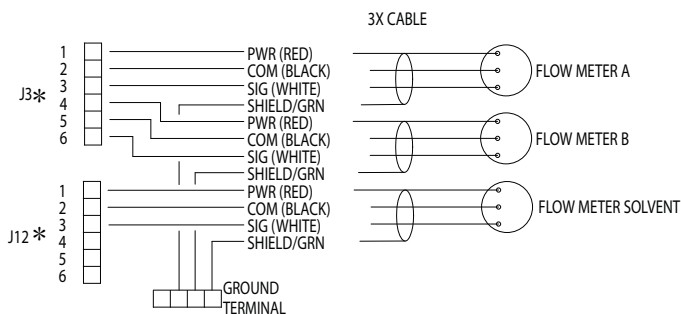 3X CABLE
1 PWR (RED)
2 COM (BLACK)
3 SIG (WHITE)
J3*
4 SHIELD/GRN
5 PWR (RED)
6 COM (BLACK)
SIG (WHITE)
SHIELD/GRN
FLOW METER A
FLOW METER B
1 PWR (RED)
2 COM (BLACK)
3 SIG (WHITE)
J12*
4 SHIELD/GRN
5
6
FLOW METER SOLVENT
GROUND
TERMINAL